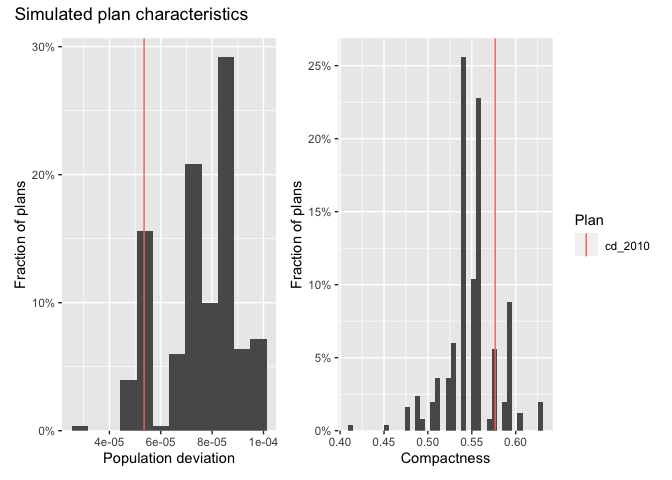 Simulated plan characteristics
30%
20%
10%
0%
Fraction of plans
4e-05 6e-05 8e-05 1e-04
Population deviation
25%
20%
15%
10%
5%
0%
Fraction of plans
0.40 0.45 0.50 0.55 0.60
Compactness
Plan
cd_2010